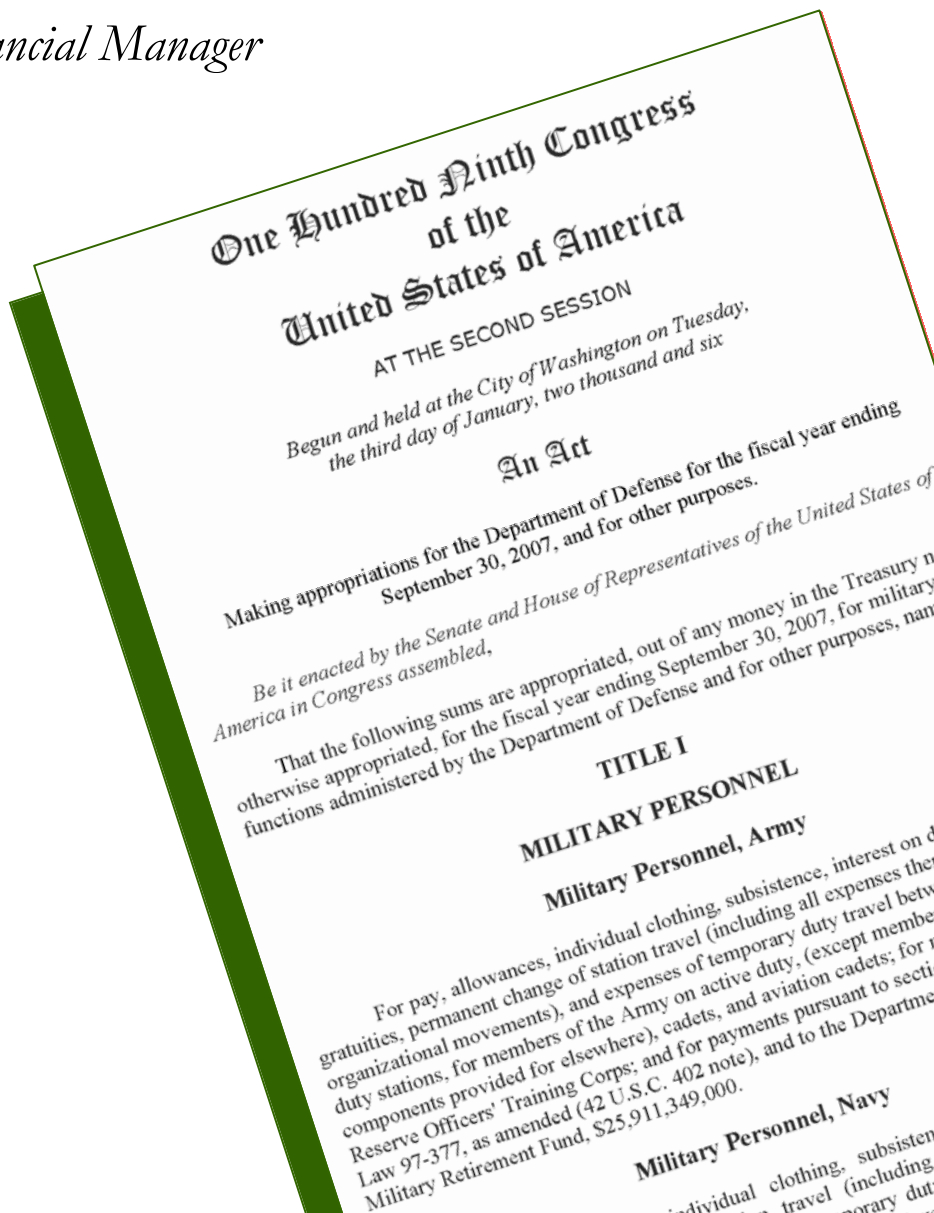 ncial Manager
One Hundred Ninth Congress
of the
United States of America
AT THE SECOND SESSION
Begun and held at the City of Washington on Tuesday,
the third day of January, two thousand and six
An Act
Making appropriations for the Department of Defense for the fiscal year ending
September 30, 2007, and for other purposes.
Be it enacted by the Senate and House of Representatives of the United States of
America in Congress assembled,
That the following sums are appropriated, out of any money in the Treasury n
otherwise appropriated, for the fiscal year ending September 30, 2007, for military
functions administered by the Department of Defense and for other purposes, nam
TITLE I
MILITARY PERSONNEL
Military Personnel, Army
For pay, allowances, individual clothing, subsistence, interest on d
gratuities, permanent change of station travel (including all expenses ther
organizational movements), and expenses of temporary duty travel betw
duty stations, for members of the Army on active duty, (except membe
components provided for elsewhere), cadets, and aviation cadets; for
Reserve Officers' Training Corps; and for payments pursuant to secti
Law 97-377, as amended (42 U.S.C. 402 note), and to the Departme
Military Retirement Fund, $25,911,349,000.
Military Personnel, Navy
ndividual clothing, subsisten
travel (including
porary dut